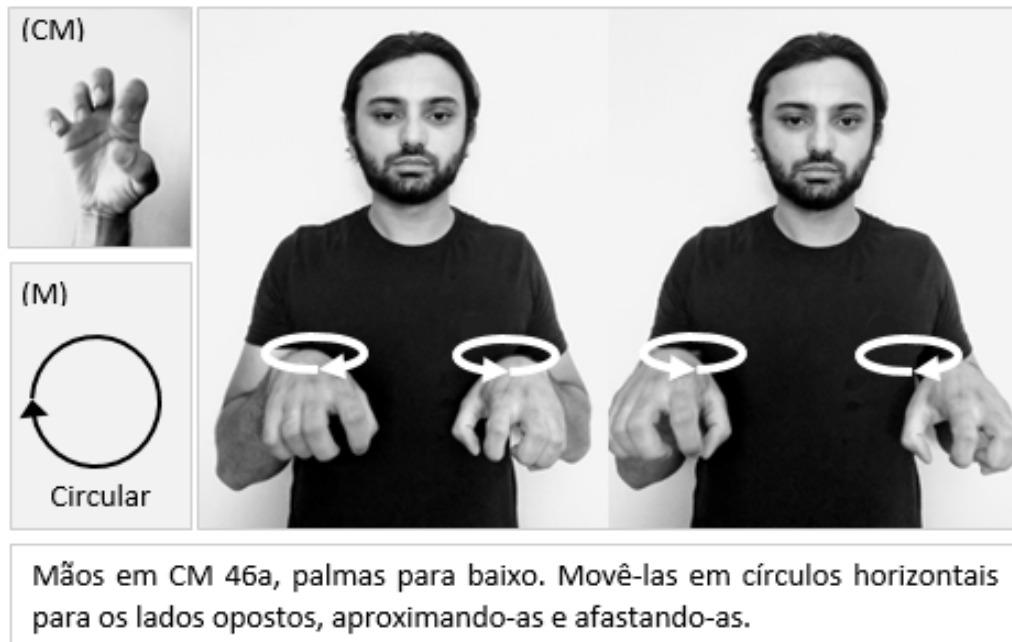 (CM)
(M)
Circular
Mãos em CM 46a, palmas para baixo. Movê-las em círculos horizontais
para os lados opostos, aproximando-as e afastando-as.